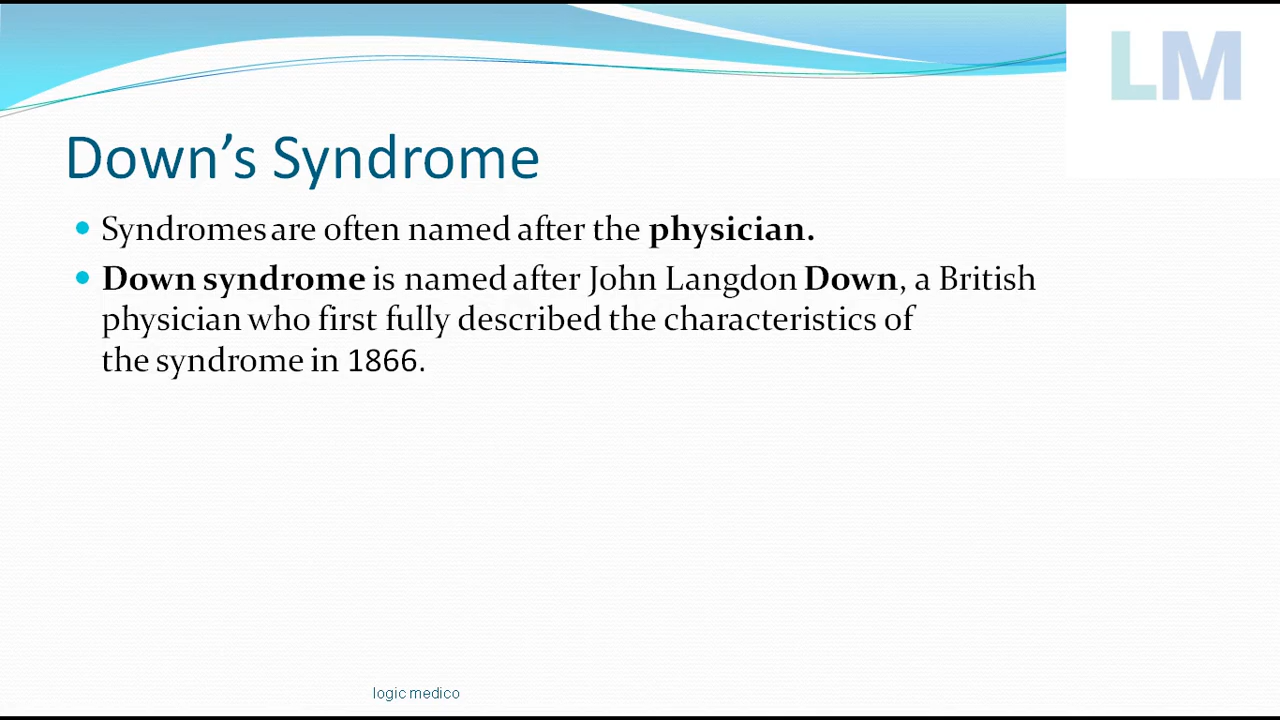 LM
Down’s Syndrome
• Syndromes are often named after the physician.
• Down syndrome is named after John Langdon Down, a British
physician who first fully described the characteristics of
the syndrome in 1866.
logic medico